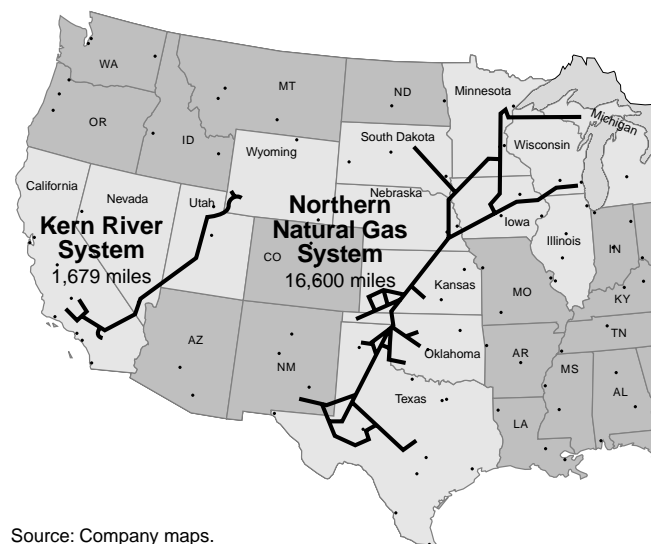 WA
MT
ND
Minnesota
OR
ID
South Dakota
Michigan
Wisconsin
Wyoming
California
Nevada
Utah
Nebraska
Iowa
Kern River
System
1,679 miles
Northern
Natural Gas
System
16,600 miles
CO
Illinois
IN
Kansas
MO
KY
AZ
NM
Oklahoma
TN
AR
MS
AL
Texas
LA
Source: Company maps.